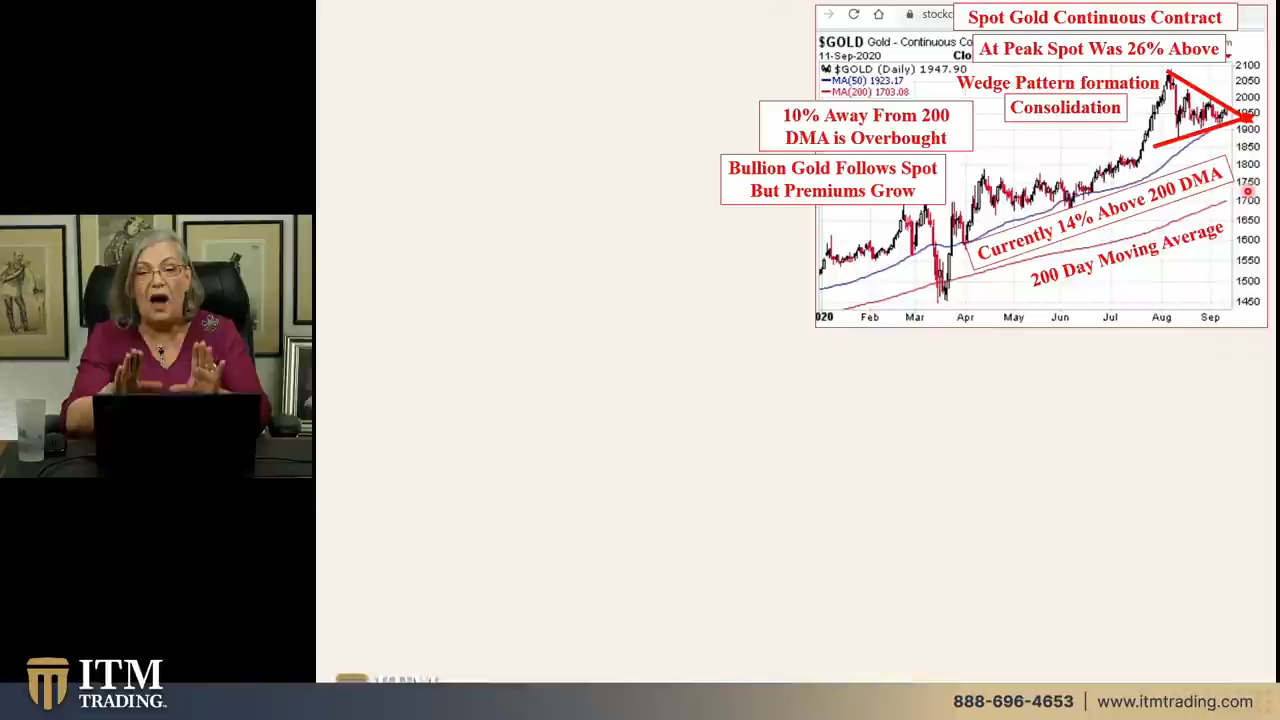 Spot Gold Continuous Contract
stockc
$GOLD Gold - Continuous Co
11-Sep-2020
Clo
At Peak Spot Was 26% Above
$GOLD (Daily) 1947.90
MA(50) 1923.17
MA(200) 1703.08
Wedge Pattern formation
Consolidation
10% Away From 200
DMA is Overbought
Bullion Gold Follows Spot
But Premiums Grow
Currently 14% Above 200 DMA
200 Day Moving Average
2100
2050
2000
1950
1900
1850
1800
1750
1700
1650
1600
1550
1500
1450
2020 Feb Mar Apr May Jun Jul Aug Sep
ITM
TRADING
888-696-4653 | www.itmtrading.com